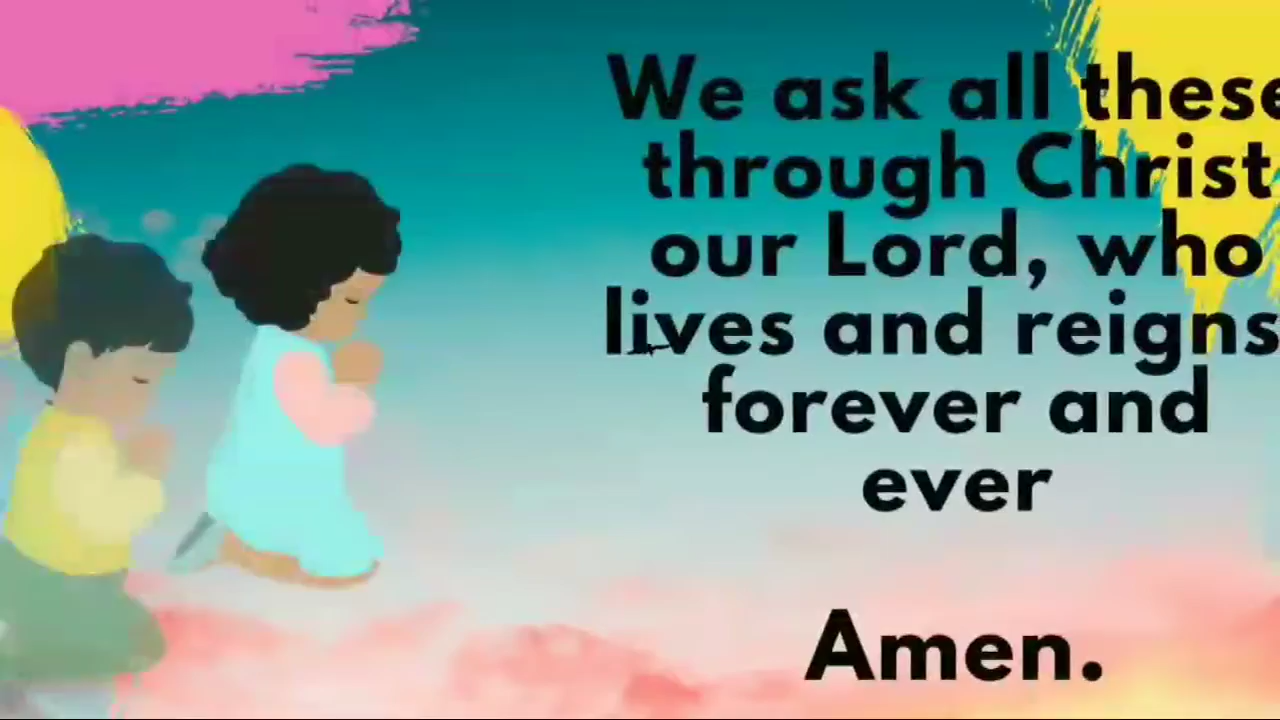 We ask all these
through Christ
our Lord, who
lives and reigns
forever and
ever
Amen.